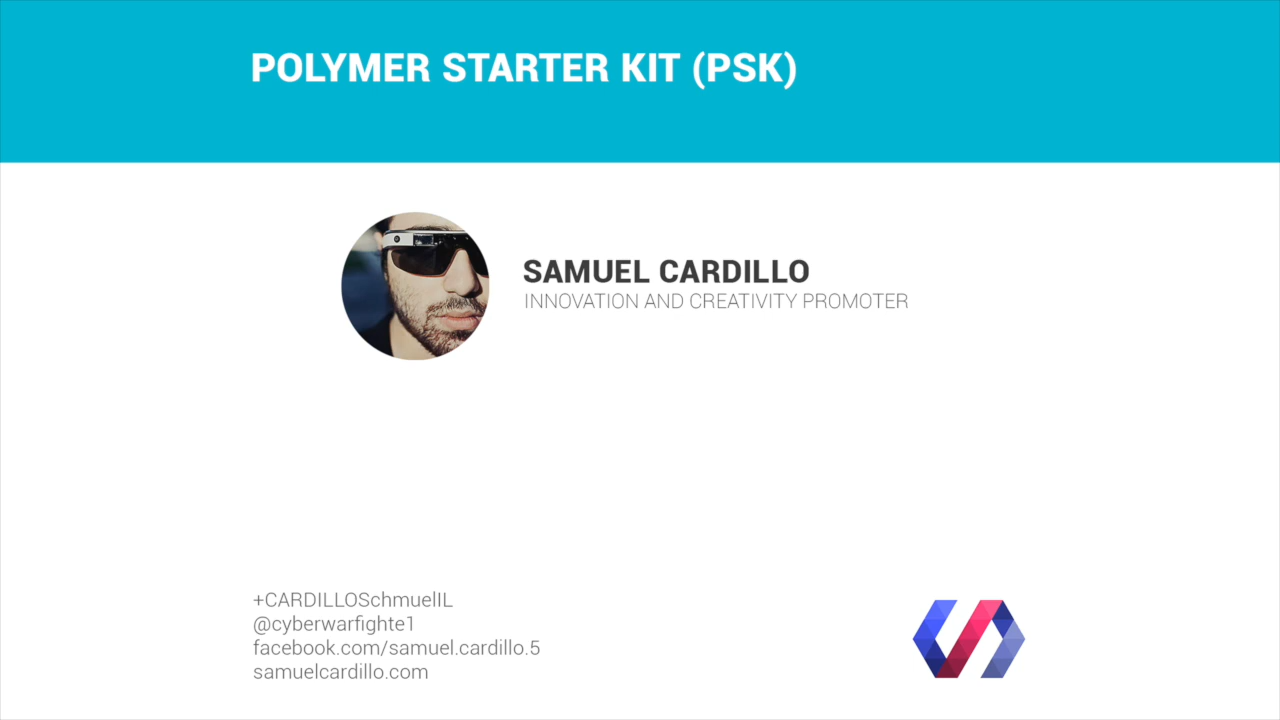 POLYMER STARTER KIT (PSK)
SAMUEL CARDILLO
INNOVATION AND CREATIVITY PROMOTER
+CARDILLOSchmuelIL
@cyberwarfighte1
facebook.com/samuel.cardillo.5
samuelcardillo.com